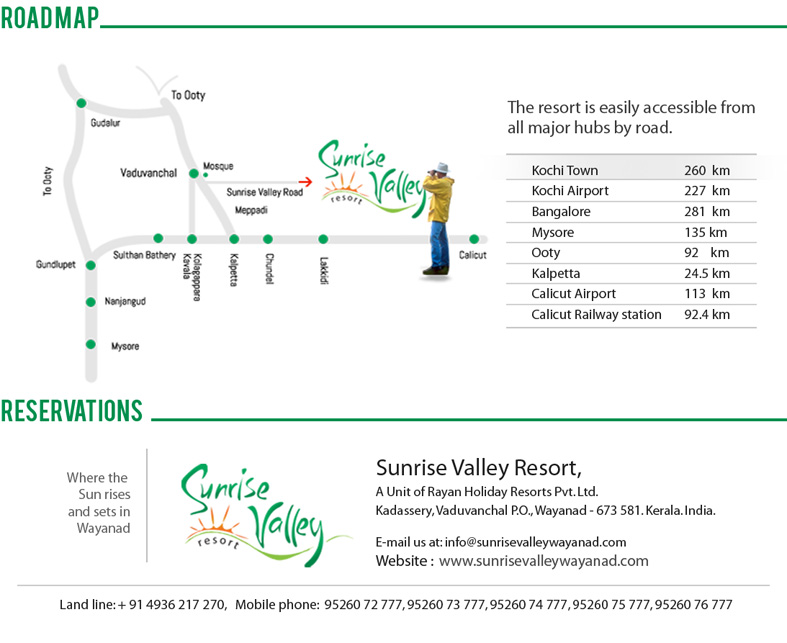 ROADMAP
To Ooty
Gudalur
To Ooty
Vaduvanchal
Mosque
Sunrise Valley Road
Meppadi
Sunrise
Valley
resort
Gundlupet
Sulthan Bathery
Kolagappara
Kavala
Kalpetta
Chundel
Lakkidi
Calicut
Nanjangud
Mysore
The resort is easily accessible from
all major hubs by road.
Kochi Town 260 km
Kochi Airport 227 km
Bangalore 281 km
Mysore 135 km
Ooty 92 km
Kalpetta 24.5 km
Calicut Airport 113 km
Calicut Railway station 92.4 km
RESERVATIONS
Where the
Sun rises
and sets in
Wayanad
Sunrise
Valley
resort
Sunrise Valley Resort,
A Unit of Rayan Holiday Resorts Pvt. Ltd.
Kadassery, Vaduvanchal P.O., Wayanad - 673 581. Kerala. India.
E-mail us at: info@sunrisevalleywayanad.com
Website : www.sunrisevalleywayanad.com
Land line: + 91 4936 217 270, Mobile phone: 95260 72 777, 95260 73 777, 95260 74 777, 95260 75 777, 95260 76 777